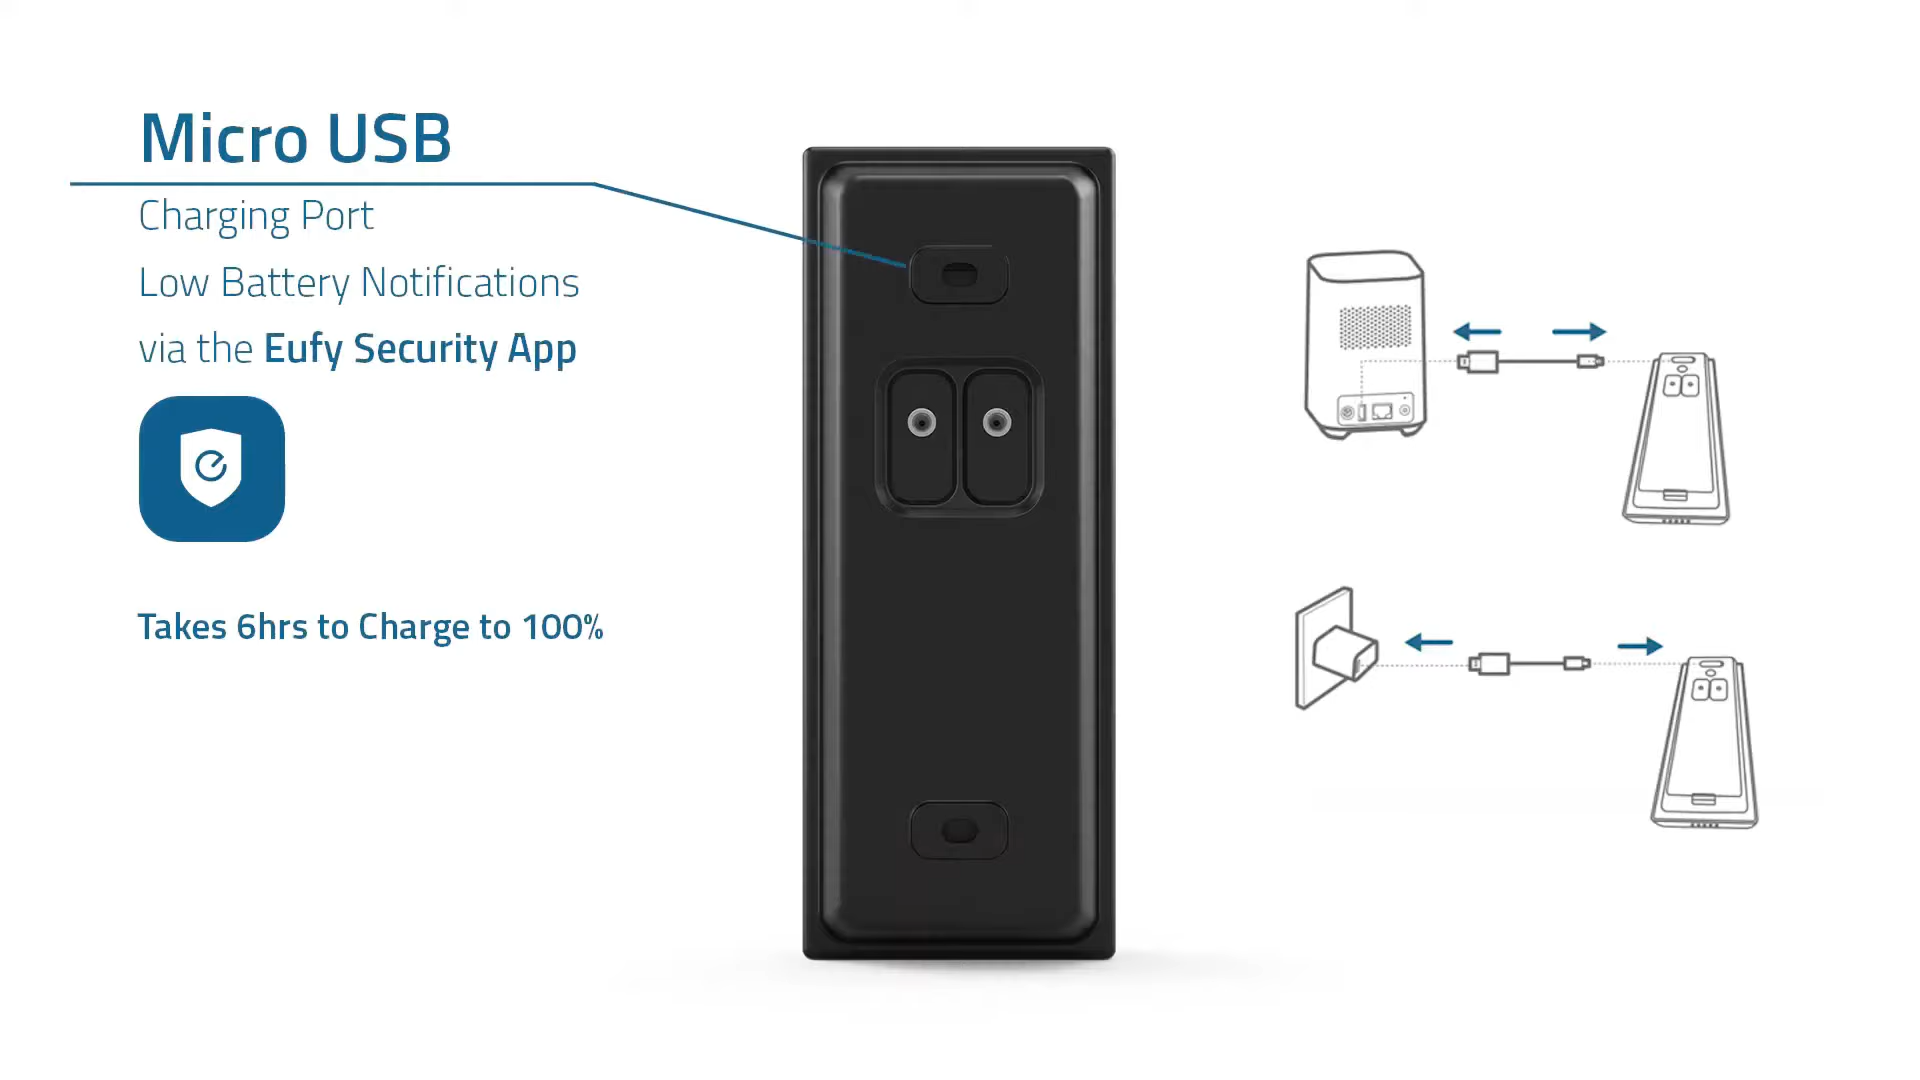 Micro USB
Charging Port
Low Battery Notifications
via the Eufy Security App
Takes 6hrs to Charge to 100%